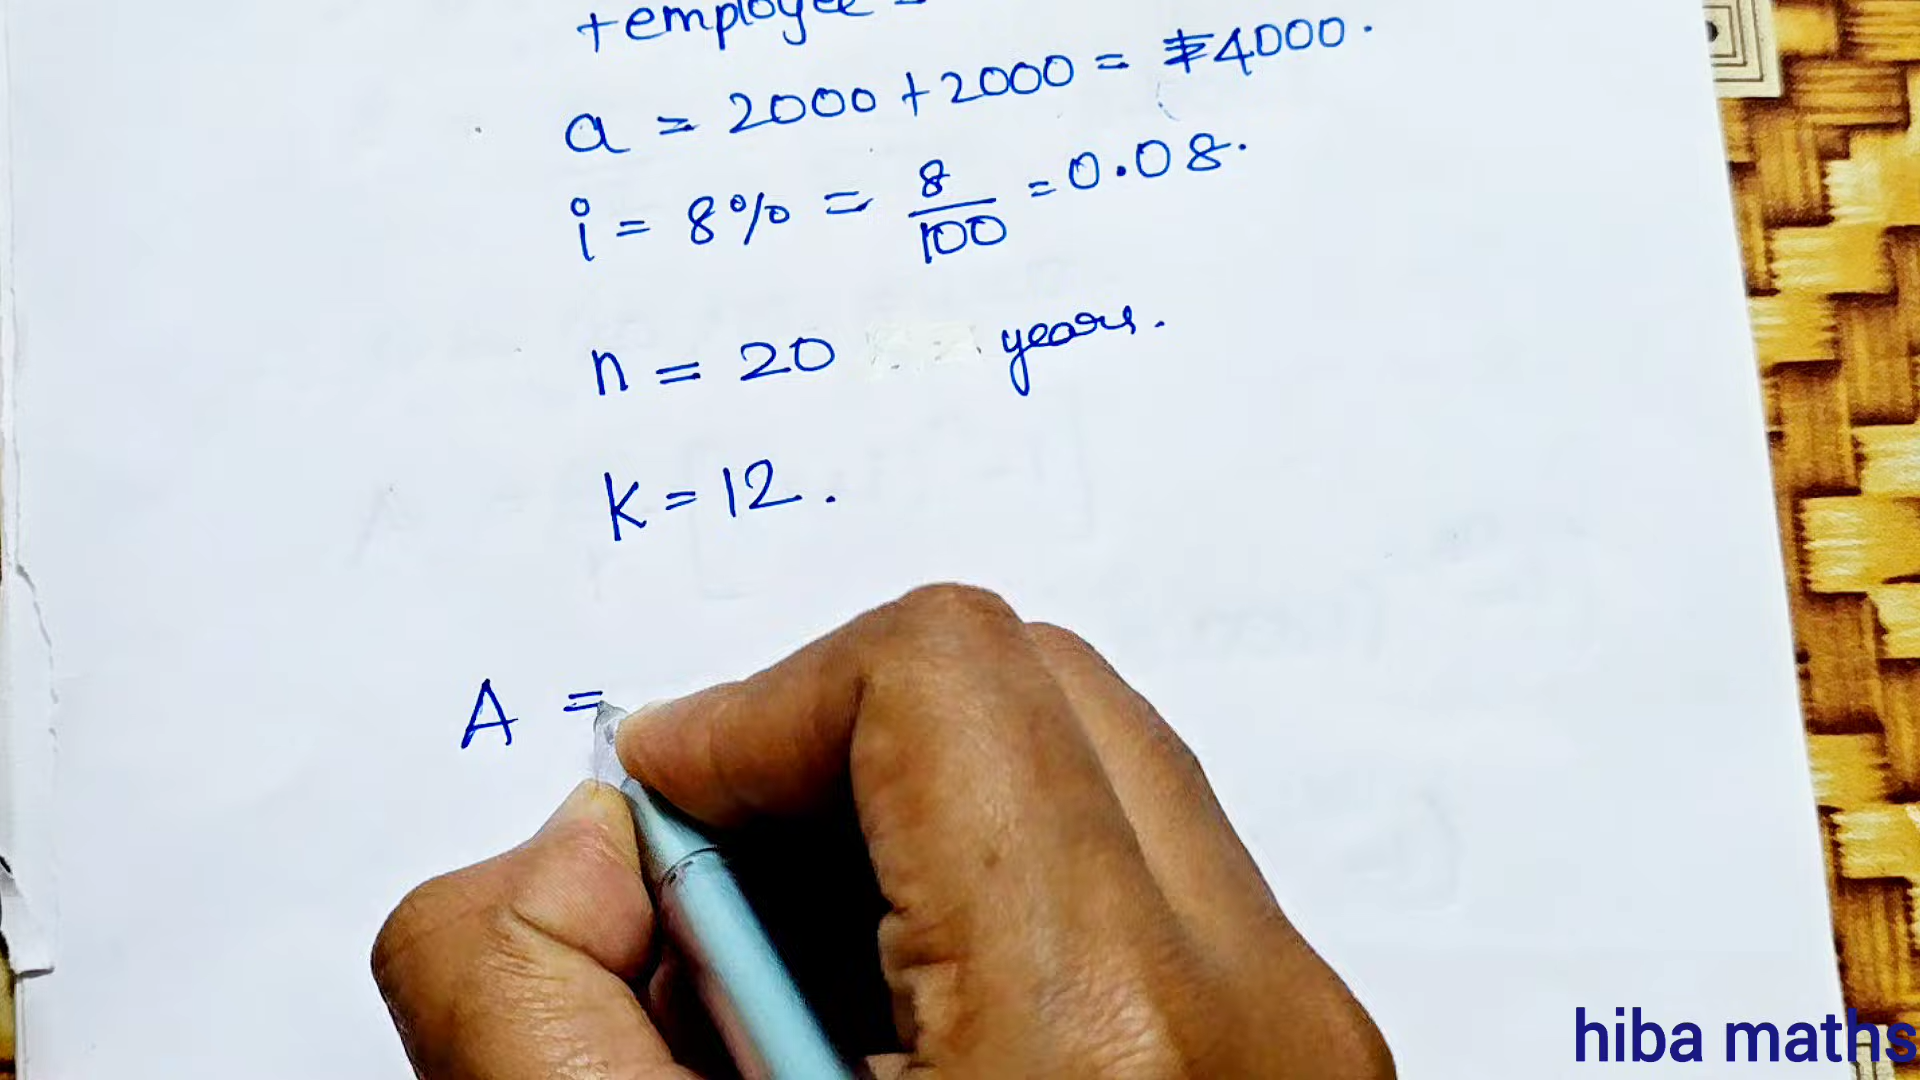 +employee =
a = 2000 + 2000 = ₹4000.
i = 8% = 8/100 = 0.08.
n = 20 years.
k = 12.
A =
hiba maths